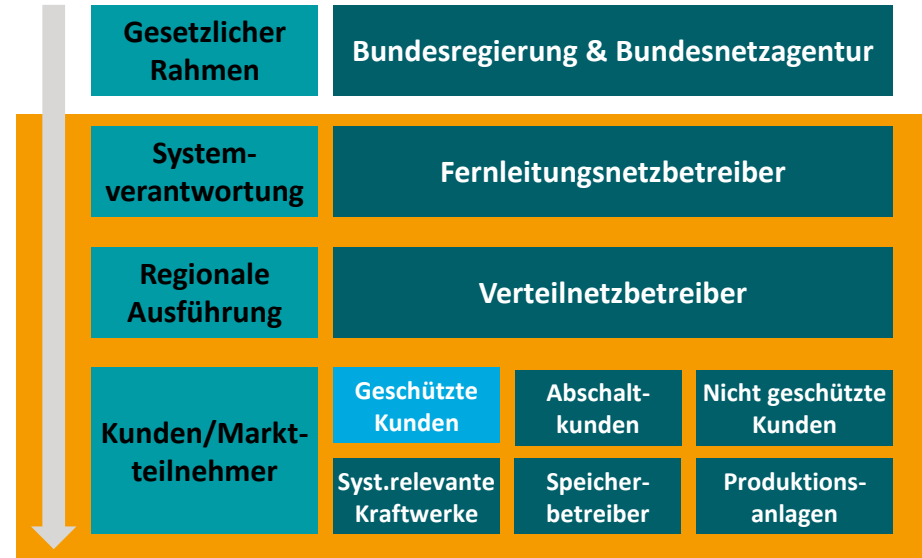 Gesetzlicher
Rahmen
Bundesregierung & Bundesnetzagentur
System-
verantwortung
Fernleitungsnetzbetreiber
Regionale
Ausführung
Verteilnetzbetreiber
Kunden/Markt-
teilnehmer
Geschützte
Kunden
Abschalt-
kunden
Nicht geschützte
Kunden
Syst.relevante
Kraftwerke
Speicher-
betreiber
Produktions-
anlagen